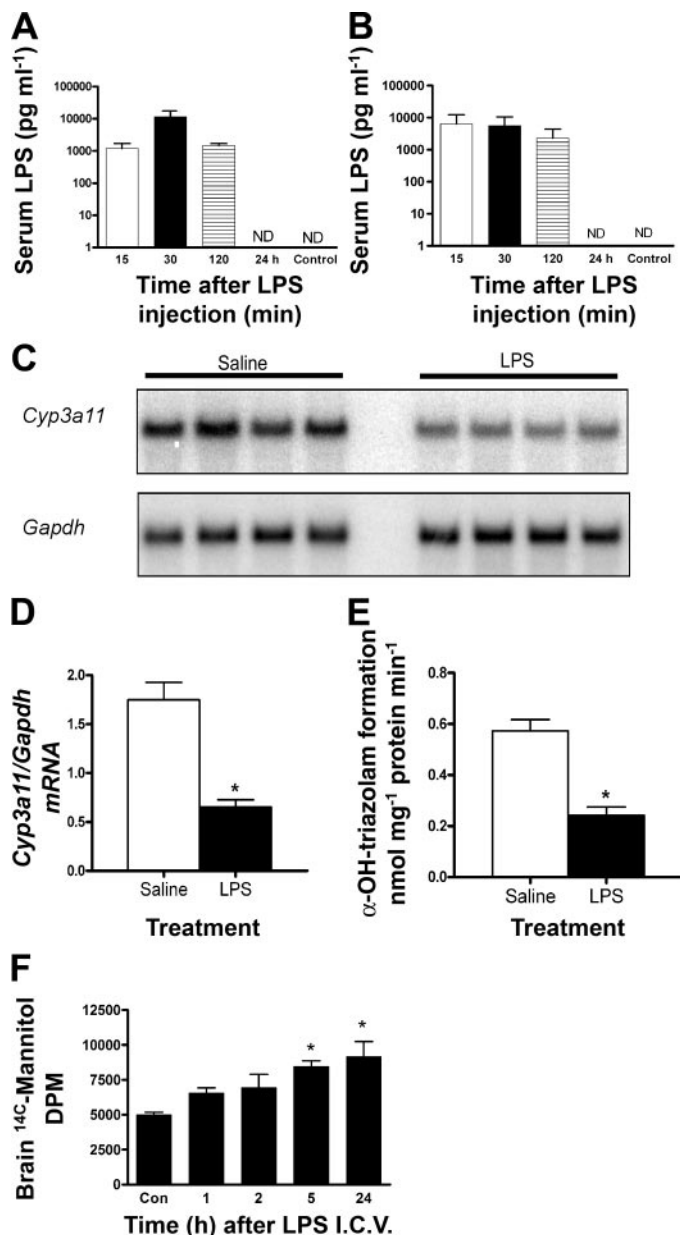 A
Serum LPS (pg ml-1)
100000
10000
1000
100
10
1
ND
ND
15
30
120
24 h
Control
Time after LPS
injection (min)
B
Serum LPS (pg ml-1)
100000
10000
1000
100
10
1
ND
ND
15
30
120
24 h
Control
Time after LPS
injection (min)
C
Saline
LPS
Cyp3a11
Gapdh
D
Cyp3a11/Gapdh
mRNA
2.0
1.5
1.0
0.5
0.0
*
Saline
LPS
Treatment
E
α-OH-triazolam formation
nmol mg-1 protein min-1
0.8
0.6
0.4
0.2
0.0
*
Saline
LPS
Treatment
F
Brain 14C-Mannitol
DPM
12500
10000
7500
5000
2500
0
*
*
Con
1
2
5
24
Time (h) after LPS I.C.V.